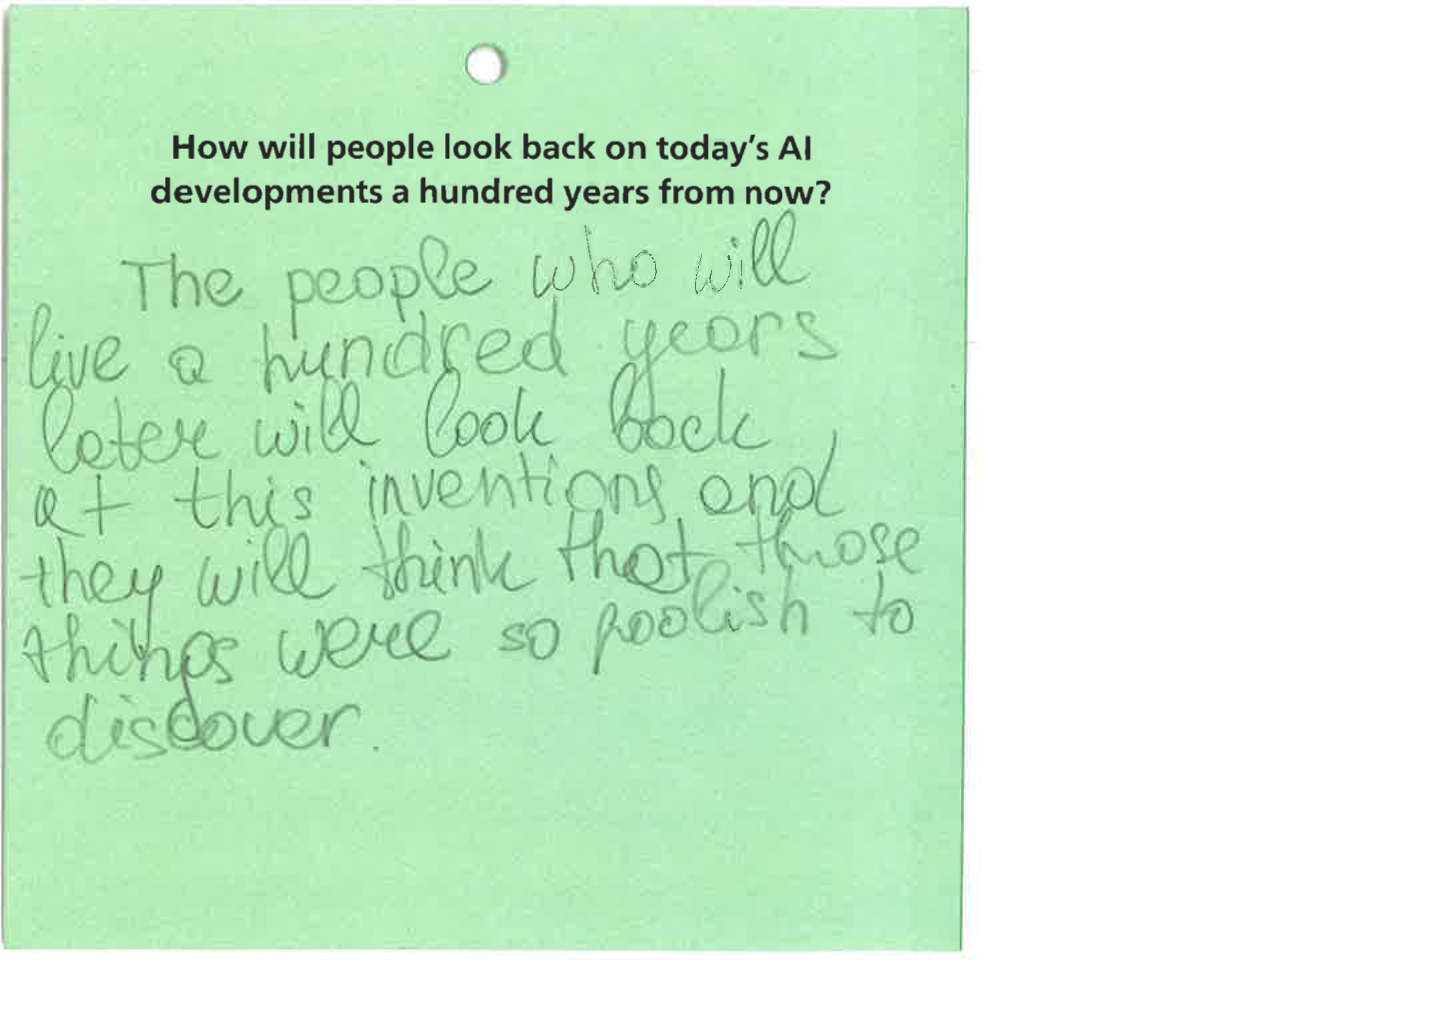 How will people look back on today's AI
developments a hundred years from now?
The people who will
live a hundred years
later will look back
at this inventions and
they will think that those
things were so foolish to
discover.